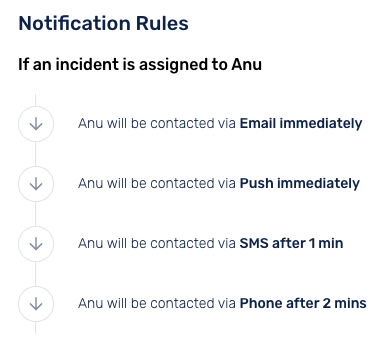 Notification Rules
If an incident is assigned to Anu
Anu will be contacted via Email immediately
Anu will be contacted via Push immediately
Anu will be contacted via SMS after 1 min
Anu will be contacted via Phone after 2 mins